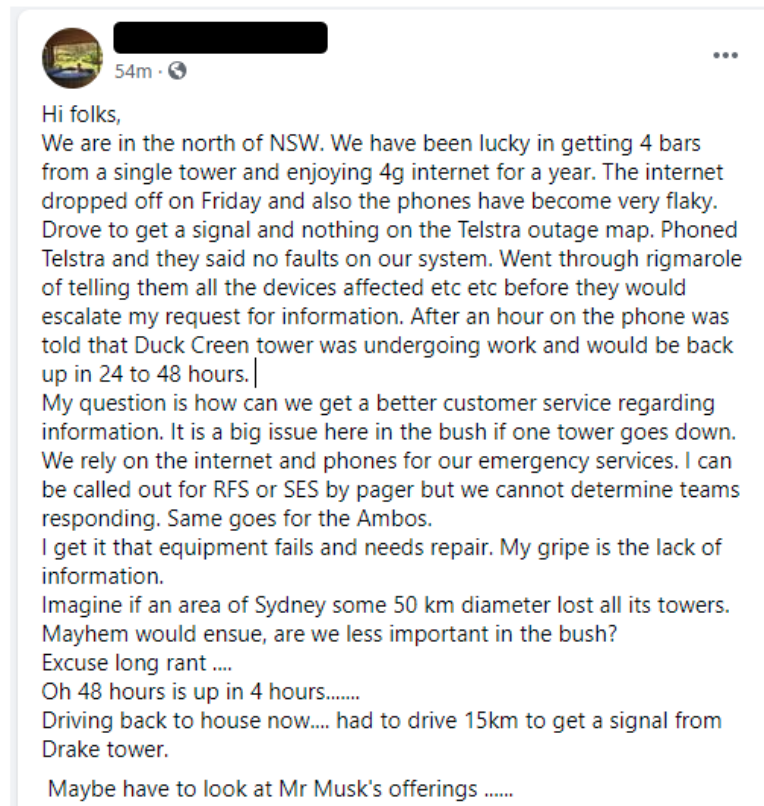 54m ·
Hi folks,
We are in the north of NSW. We have been lucky in getting 4 bars
from a single tower and enjoying 4g internet for a year. The internet
dropped off on Friday and also the phones have become very flaky.
Drove to get a signal and nothing on the Telstra outage map. Phoned
Telstra and they said no faults on our system. Went through rigmarole
of telling them all the devices affected etc etc before they would
escalate my request for information. After an hour on the phone was
told that Duck Creen tower was undergoing work and would be back
up in 24 to 48 hours.
My question is how can we get a better customer service regarding
information. It is a big issue here in the bush if one tower goes down.
We rely on the internet and phones for our emergency services. I can
be called out for RFS or SES by pager but we cannot determine teams
responding. Same goes for the Ambos.
I get it that equipment fails and needs repair. My gripe is the lack of
information.
Imagine if an area of Sydney some 50 km diameter lost all its towers.
Mayhem would ensue, are we less important in the bush?
Excuse long rant ....
Oh 48 hours is up in 4 hours.......
Driving back to house now.... had to drive 15km to get a signal from
Drake tower.
Maybe have to look at Mr Musk's offerings ......